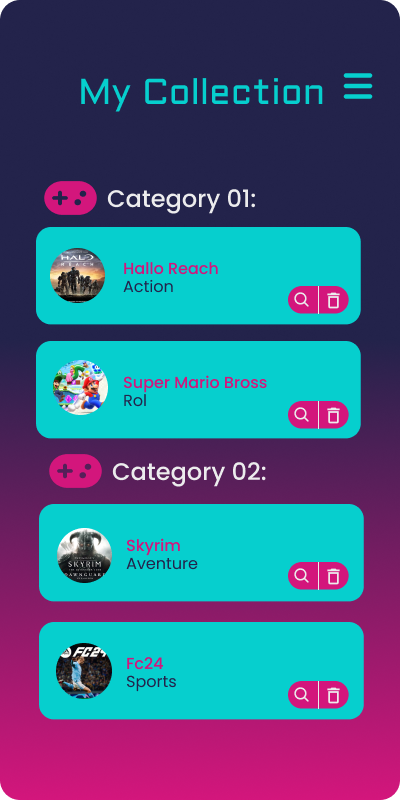 My Collection
Category 01:
HALO
REACH
Hallo Reach
Action
Super Mario Bross
Rol
Category 02:
SKYRIM
DAWNGUARD
Skyrim
Aventure
FC24
Fc24
Sports